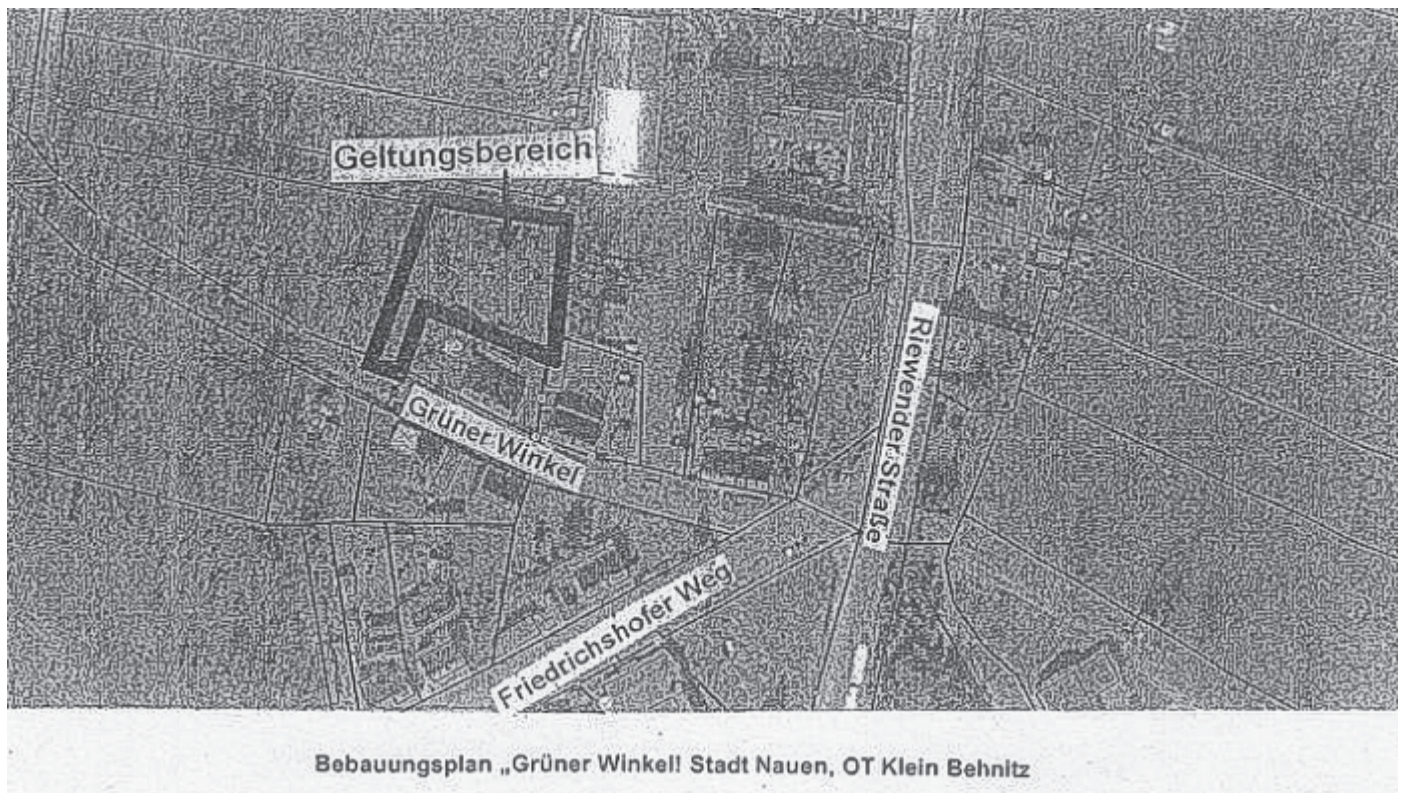 Geltungsbereich
Grüner Winkel
Riewender Straße
Friedrichshofer Weg
Bebauungsplan „Grüner Winkel! Stadt Nauen, OT Klein Behnitz